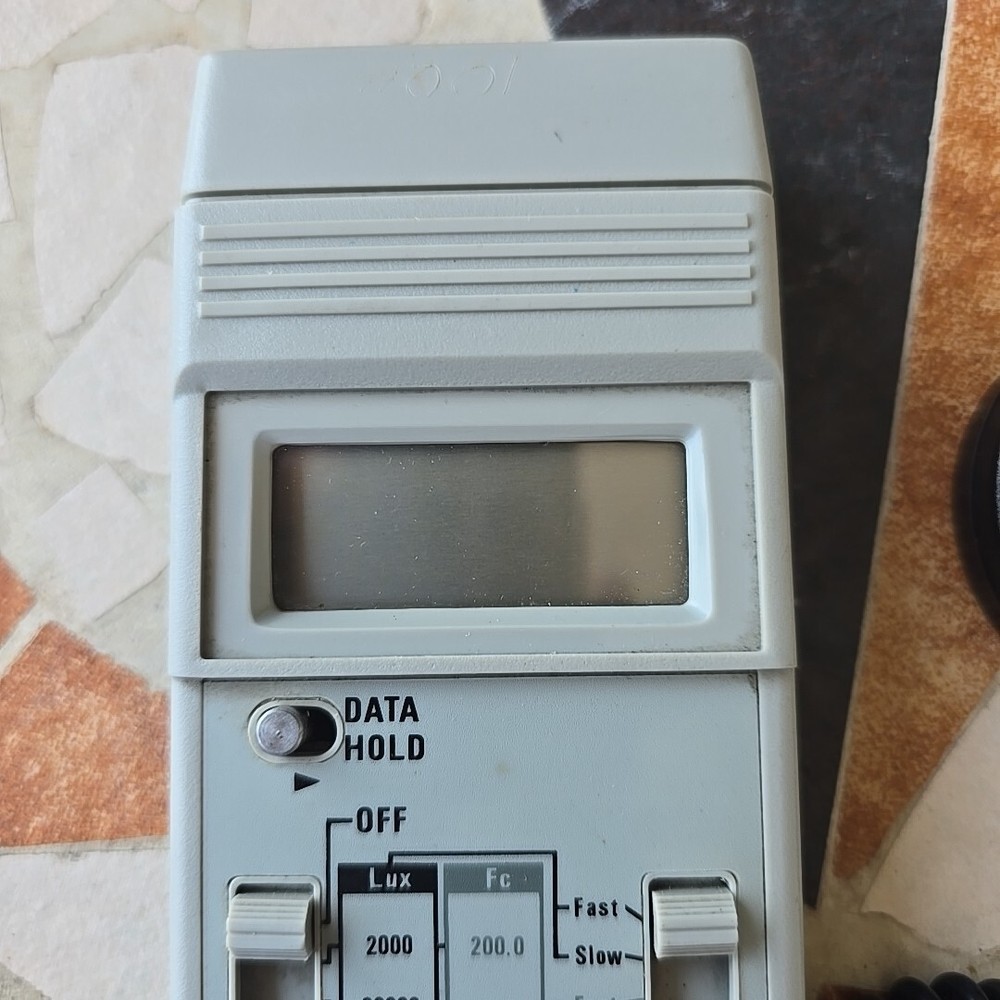 DATA
HOLD
OFF
Lux Fc
Fast
2000 200.0
Slow